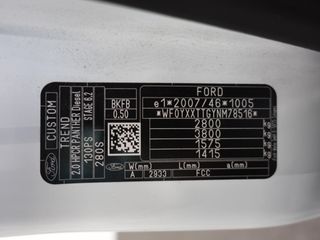 FORD
e1*2007/46*1005
*WF0YXXTTGYNM78516*
2800
3800
1575
1415
W(mm) L(mm) a(mm)
A 2933 FCC
CUSTOM
TREND
2.0 HPCR PANTHER Diesel
130PS STAGE 6.2
280S
BKFB
0.50
Ford